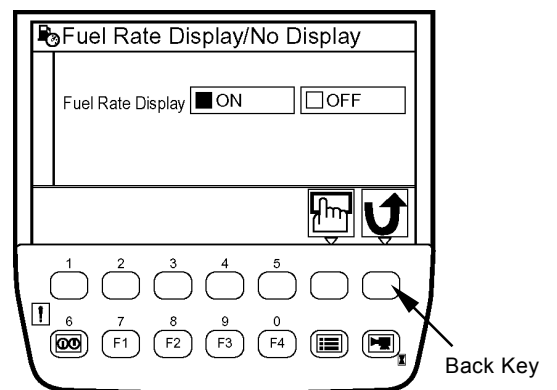 Fuel Rate Display/No Display
Fuel Rate Display ON OFF
1 2 3 4 5
6 7 8 9 0
F1 F2 F3 F4
Back Key